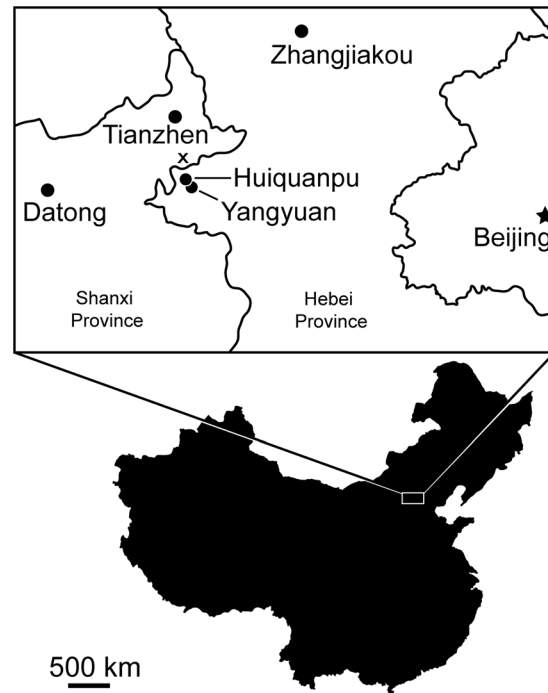 Zhangjiakou
Tianzhen
x
Huiquanpu
Datong
Yangyuan
Beijing
Shanxi
Province
Hebei
Province
500 km